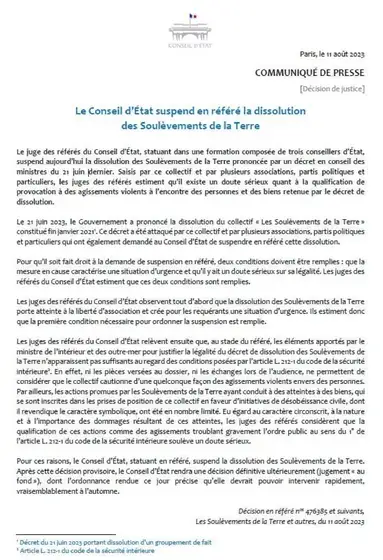 CONSEIL D'ÉTAT
Paris, le 11 août 2023
COMMUNIQUÉ DE PRESSE
[Décision de justice]
Le Conseil d'État suspend en référé la dissolution
des Soulèvements de la Terre
Le juge des référés du Conseil d'État, statuant dans une formation composée de trois conseillers d'État,
suspend aujourd'hui la dissolution des Soulèvements de la Terre prononcée par un décret en conseil des
ministres du 21 juin dernier. Saisis par ce collectif et par plusieurs associations, partis politiques et
particuliers, les juges des référés estiment qu'il existe un doute sérieux quant à la qualification de
provocation à des agissements violents à l'encontre des personnes et des biens retenue par le décret de
dissolution.
Le 21 juin 2023, le Gouvernement a prononcé la dissolution du collectif « Les Soulèvements de la Terre »
constitué fin janvier 2021¹. Ce décret a été attaqué par ce collectif et par plusieurs associations, partis politiques
et particuliers qui ont également demandé au Conseil d'État de suspendre en référé cette dissolution.
Pour qu'il soit fait droit à la demande de suspension en référé, deux conditions doivent être remplies : que la
mesure en cause caractérise une situation d'urgence et qu'il y ait un doute sérieux sur sa légalité. Les juges des
référés du Conseil d'État estiment que ces deux conditions sont remplies.
Les juges des référés du Conseil d'État observent tout d'abord que la dissolution des Soulèvements de la Terre
porte atteinte à la liberté d'association et crée pour les requérants une situation d'urgence. Ils estiment donc
que la première condition nécessaire pour ordonner la suspension est remplie.
Les juges des référés du Conseil d'État relèvent ensuite que, au stade du référé, les éléments apportés par le
ministre de l'intérieur et des outre-mer pour justifier la légalité du décret de dissolution des Soulèvements de la
Terre n'apparaissent pas suffisants au regard des conditions posées par l'article L. 212-1 du code de la sécurité
intérieure². En effet, ni les pièces versées au dossier, ni les échanges lors de l'audience, ne permettent de
considérer que le collectif cautionne d'une quelconque façon des agissements violents envers des personnes.
Par ailleurs, les actions promues par les Soulèvements de la Terre ayant conduit à des atteintes à des biens, qui
se sont inscrites dans les prises de position de ce collectif en faveur d'initiatives de désobéissance civile, dont
il revendique le caractère symbolique, ont été en nombre limité. Eu égard au caractère circonscrit, à la nature
et à l'importance des dommages résultant de ces atteintes, les juges des référés considèrent que la
qualification de ces actions comme des agissements troublant gravement l'ordre public au sens du 1° de
l'article L. 212-1 du code de la sécurité intérieure soulève un doute sérieux.
Pour ces raisons, le Conseil d'État, statuant en référé, suspend la dissolution des Soulèvements de la Terre.
Après cette décision provisoire, le Conseil d'État rendra une décision définitive ultérieurement (jugement « au
fond »), dont l'ordonnance rendue ce jour précise qu'elle devrait pouvoir intervenir rapidement,
vraisemblablement à l'automne.
Décision en référé n° 476385 et suivants,
Les Soulèvements de la Terre et autres, du 11 août 2023
¹ Décret du 21 juin 2023 portant dissolution d'un groupement de fait
² Article L. 212-1 du code de la sécurité intérieure